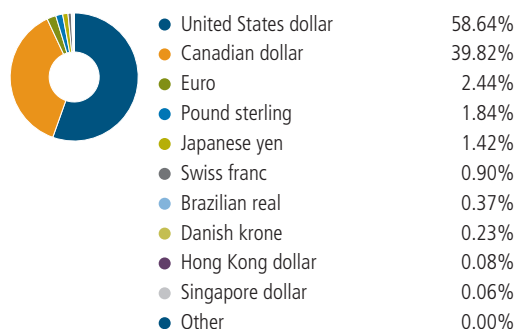 United States dollar 58.64%
Canadian dollar 39.82%
Euro 2.44%
Pound sterling 1.84%
Japanese yen 1.42%
Swiss franc 0.90%
Brazilian real 0.37%
Danish krone 0.23%
Hong Kong dollar 0.08%
Singapore dollar 0.06%
Other 0.00%